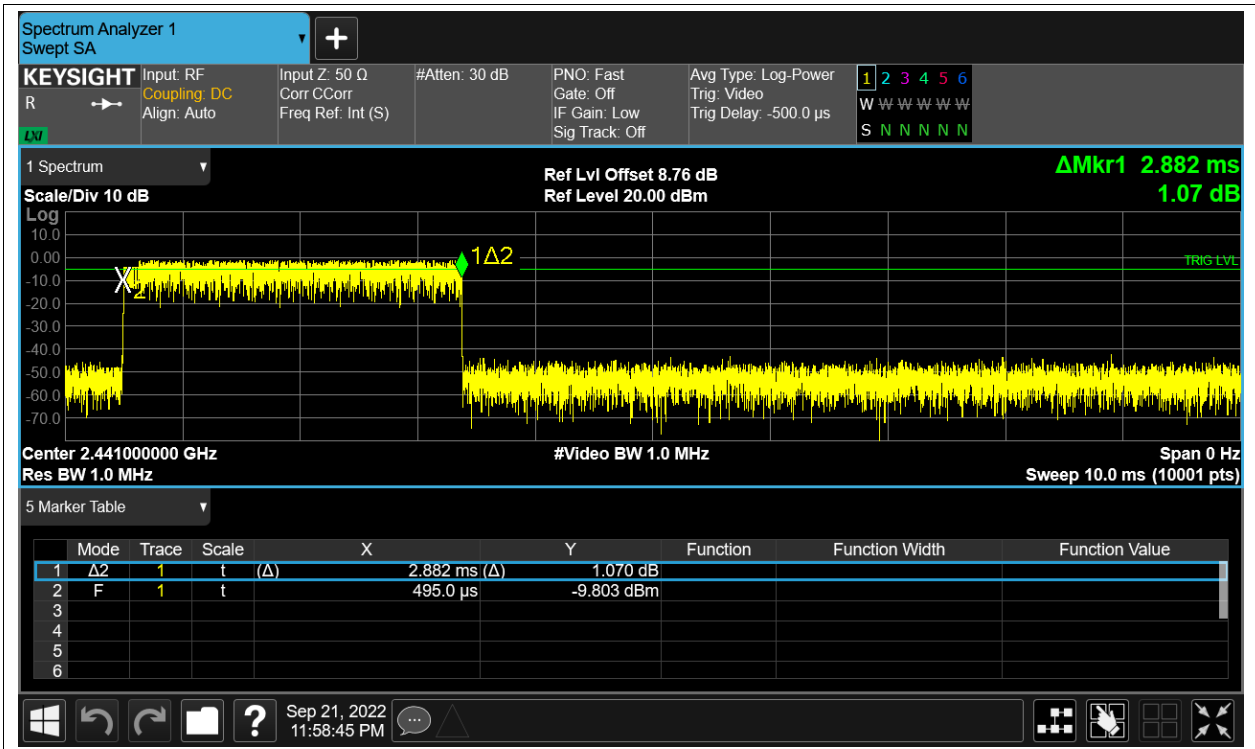 Spectrum Analyzer 1
Swept SA
KEYSIGHT
R
LXI
Input: RF
Coupling: DC
Align: Auto
Input Z: 50 Ω
Corr CCorr
Freq Ref: Int (S)
#Atten: 30 dB
PNO: Fast
Gate: Off
IF Gain: Low
Sig Track: Off
Avg Type: Log-Power
Trig: Video
Trig Delay: -500.0 µs
1 2 3 4 5 6
W W W W W W
S N N N N N
1 Spectrum
Scale/Div 10 dB
Ref Lvl Offset 8.76 dB
Ref Level 20.00 dBm
ΔMkr1 2.882 ms
1.07 dB
Log
10.0
0.00
-10.0
-20.0
-30.0
-40.0
-50.0
-60.0
-70.0
1Δ2
2
TRIG LVL
Center 2.441000000 GHz
Res BW 1.0 MHz
#Video BW 1.0 MHz
Span 0 Hz
Sweep 10.0 ms (10001 pts)
5 Marker Table
Mode Trace Scale X Y Function Function Width Function Value
1 Δ2 1 t (Δ) 2.882 ms (Δ) 1.070 dB
2 F 1 t 495.0 µs -9.803 dBm
3
4
5
6
?
Sep 21, 2022
11:58:45 PM